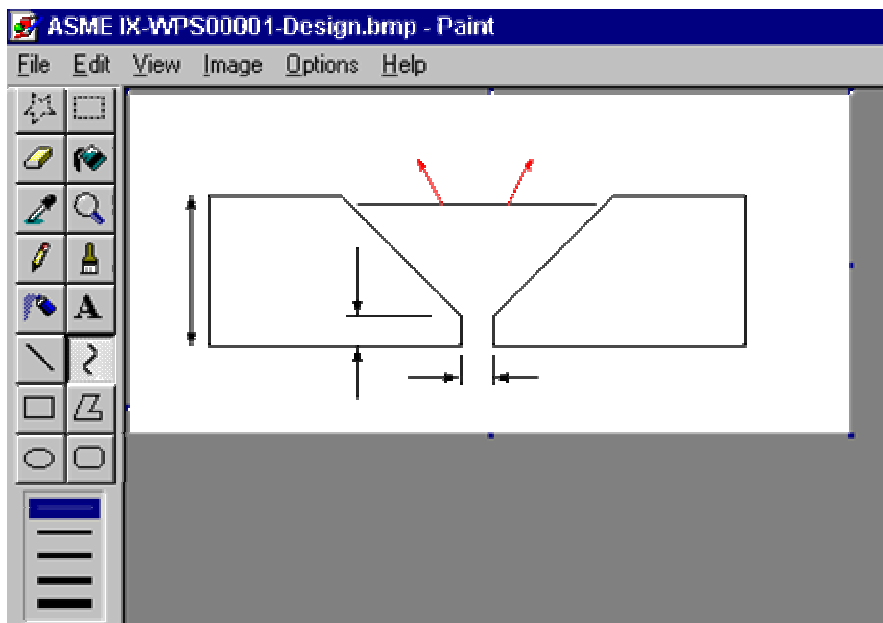 ASME IX-WPS00001-Design.bmp - Paint
File Edit View Image Options Help
A